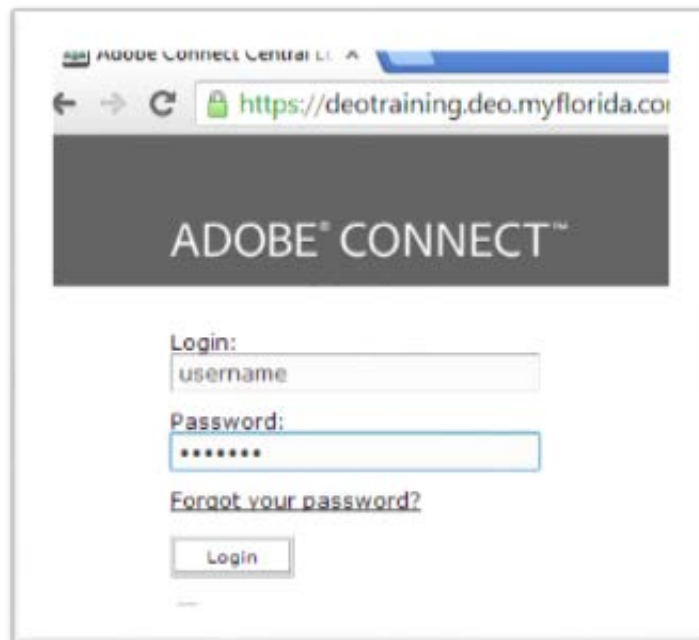 Adobe Connect Central
https://deotraining.deo.myflorida.co
ADOBE® CONNECT™
Login:
username
Password:
•••••••
Forgot your password?
Login